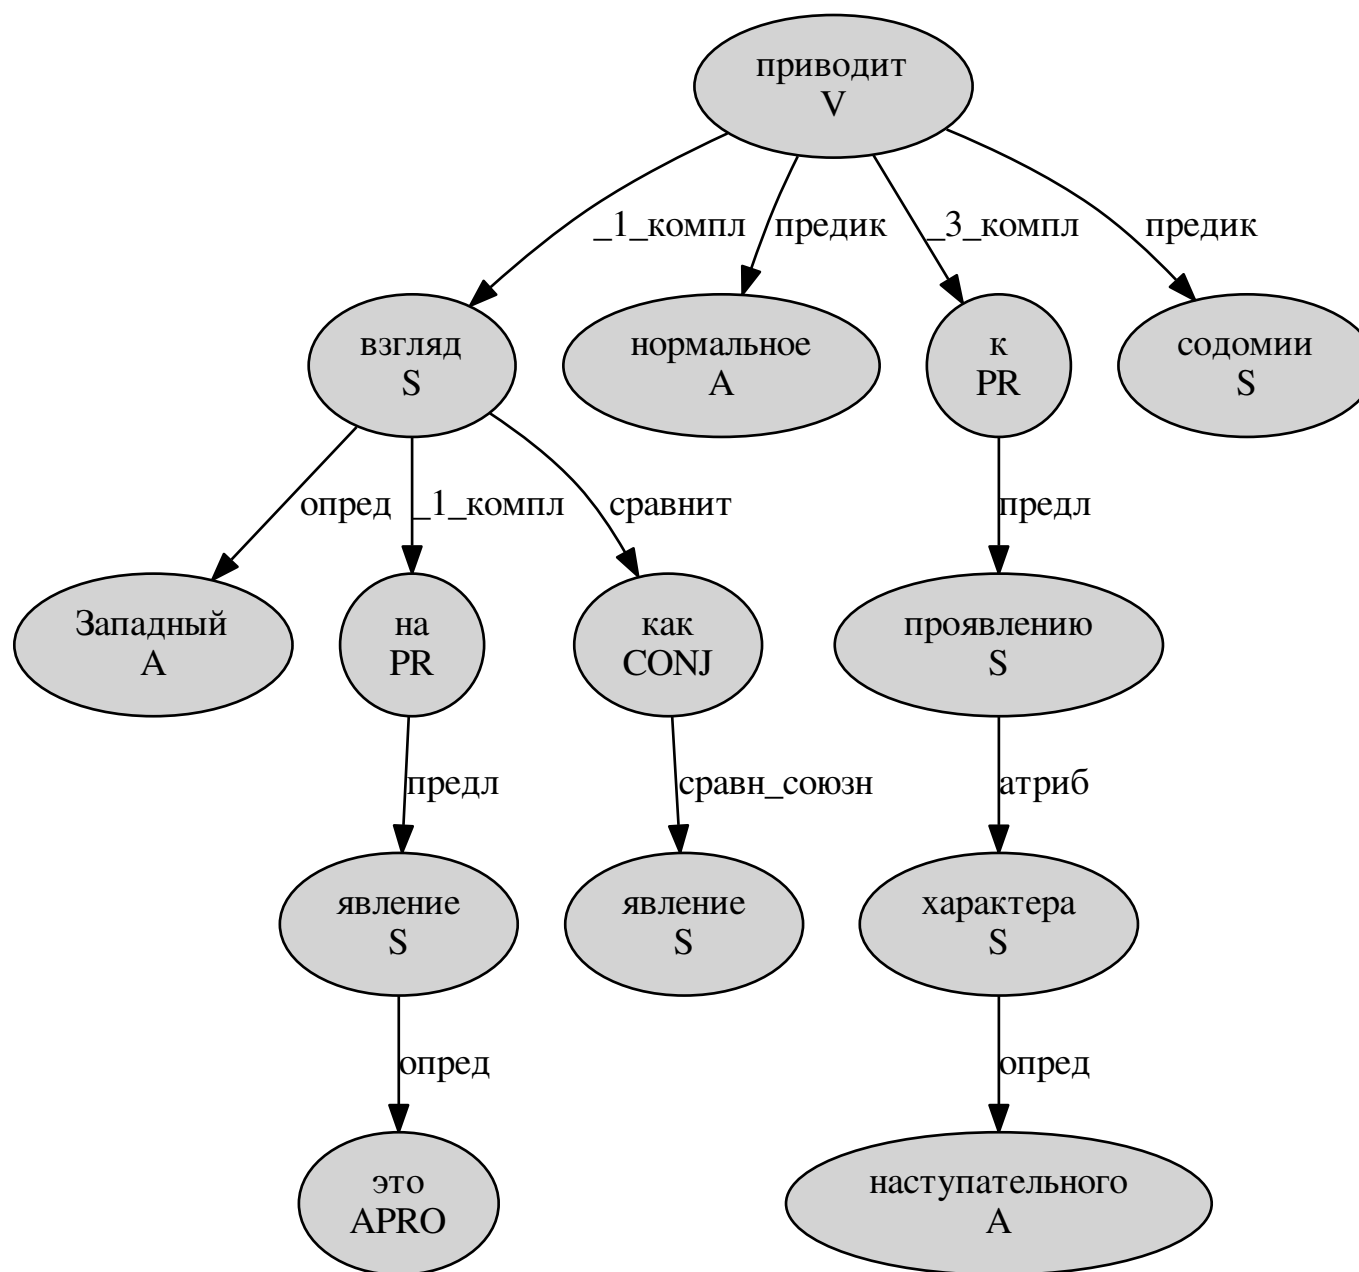 приводит
V
_1_компл
предик
_3_компл
предик
взгляд
S
нормальное
A
к
PR
содомии
S
опред
_1_компл
сравнит
предл
Западный
A
на
PR
как
CONJ
проявлению
S
предл
сравн_союзн
атриб
явление
S
явление
S
характера
S
опред
опред
это
APRO
наступательного
A